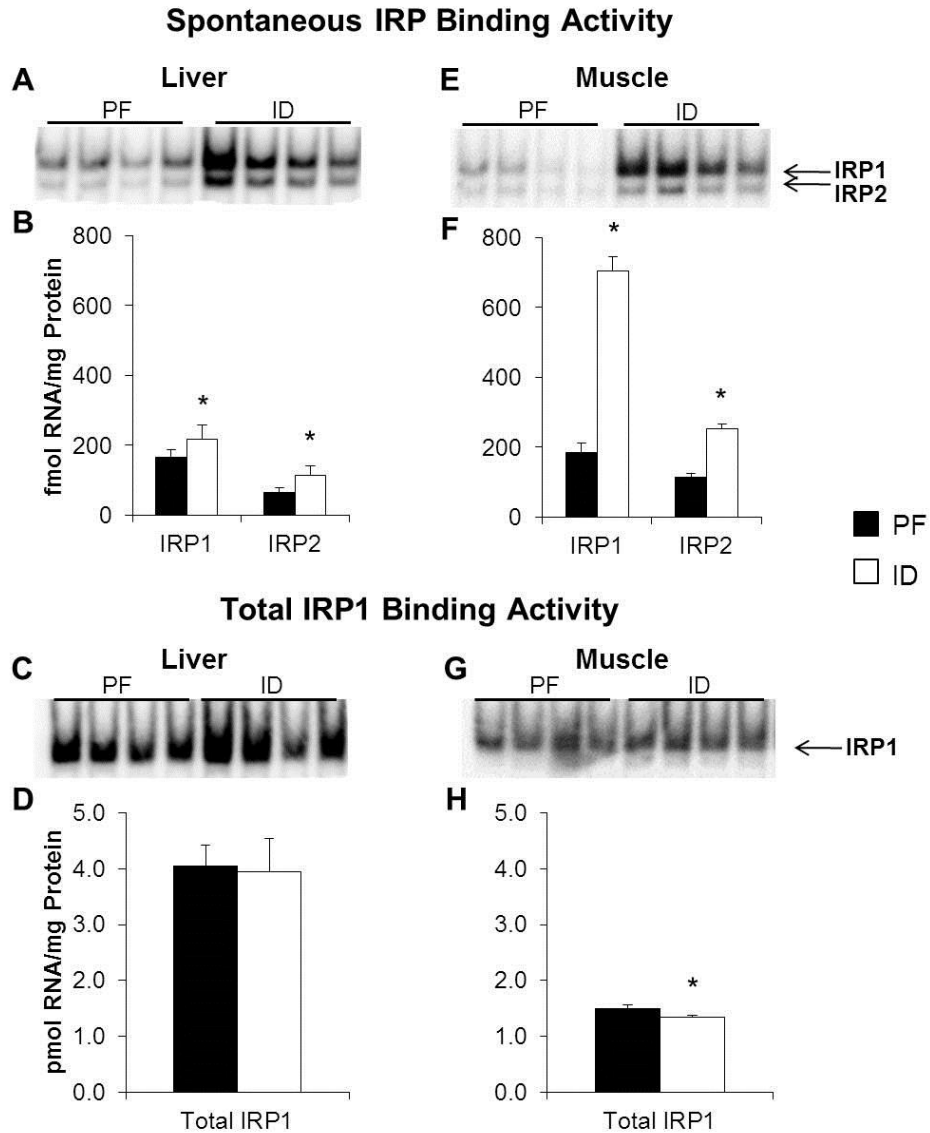 Spontaneous IRP Binding Activity
A Liver
PF ID
E Muscle
PF ID
IRP1
IRP2
B
fmol RNA/mg Protein
800
600
400
200
0
* *
IRP1 IRP2
F
800
600
400
200
0
* *
IRP1 IRP2
PF
ID
Total IRP1 Binding Activity
C Liver
PF ID
G Muscle
PF ID
IRP1
D
pmol RNA/mg Protein
5.0
4.0
3.0
2.0
1.0
0.0
Total IRP1
H
5.0
4.0
3.0
2.0
1.0
0.0
*
Total IRP1